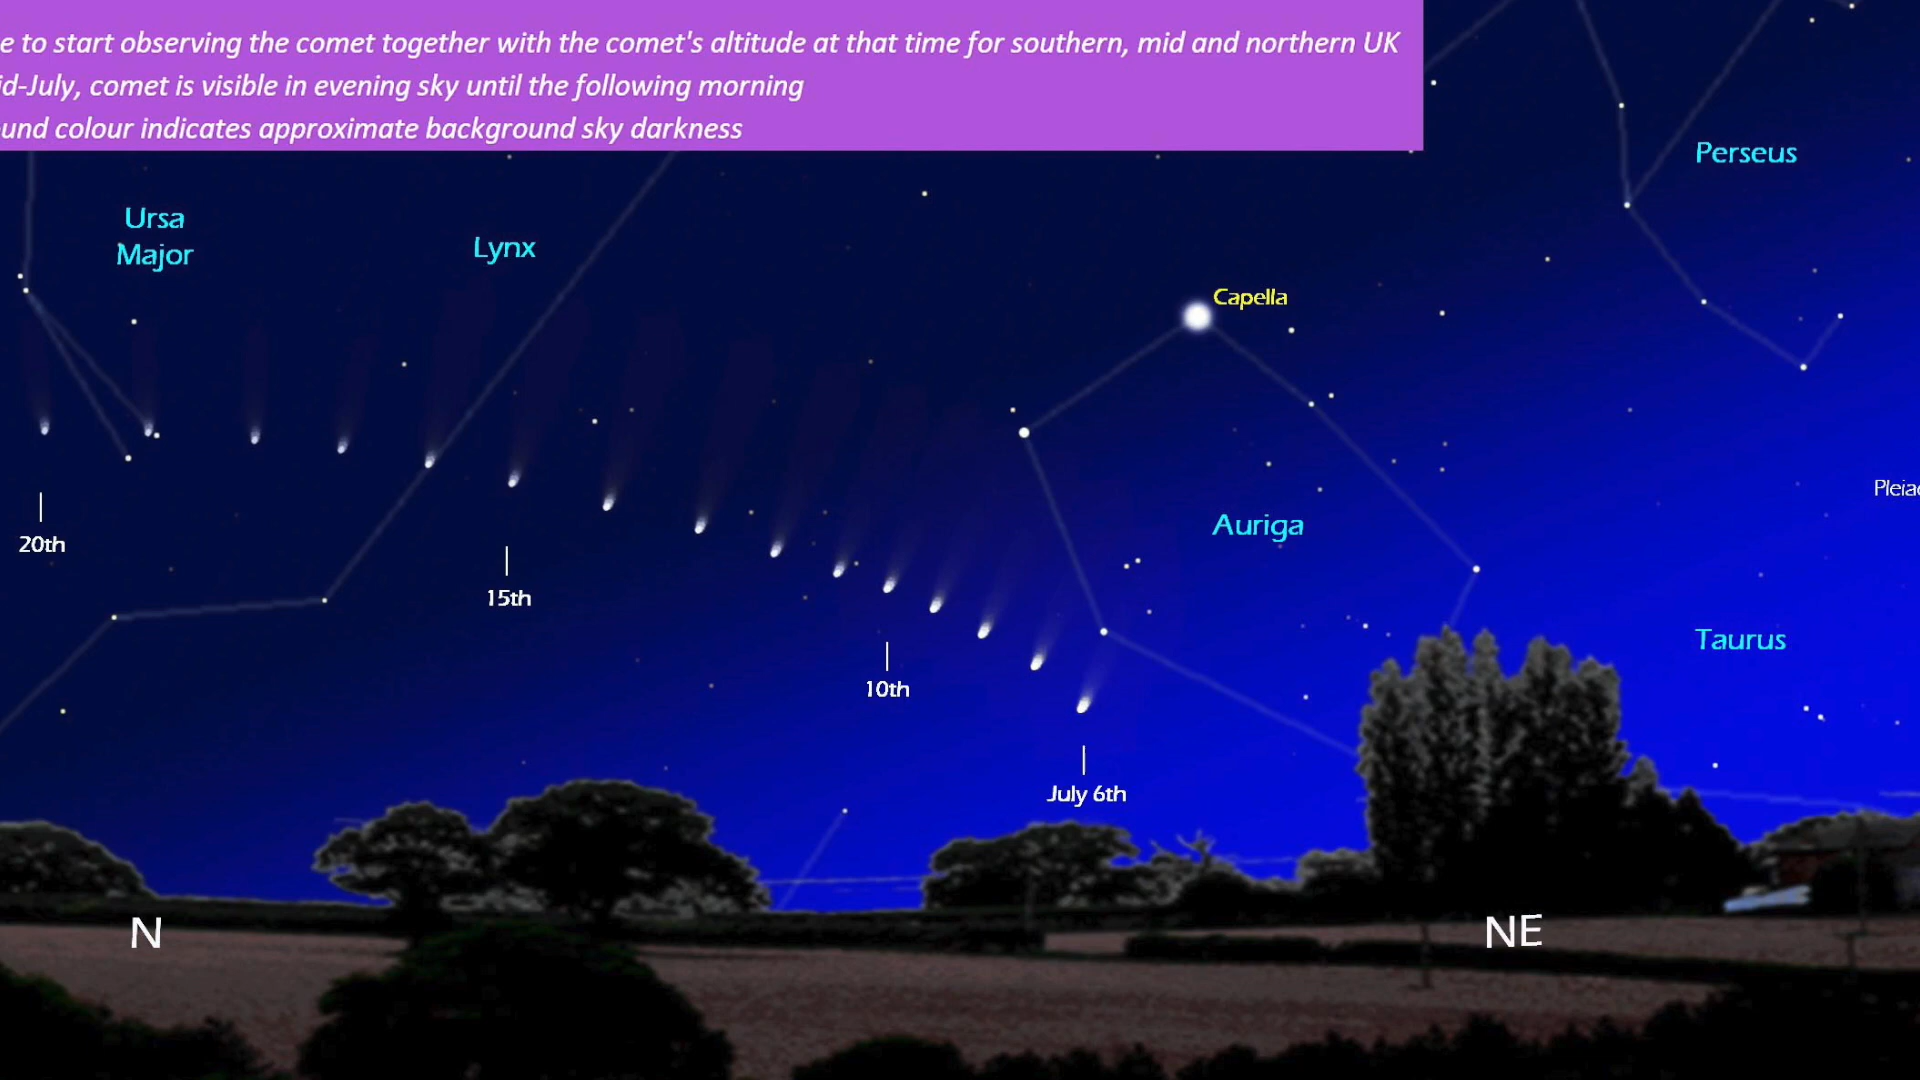 e to start observing the comet together with the comet's altitude at that time for southern, mid and northern UK
id-July, comet is visible in evening sky until the following morning
und colour indicates approximate background sky darkness
Perseus
Ursa
Major
Lynx
Capella
Pleia
Auriga
20th
15th
Taurus
10th
July 6th
N
NE